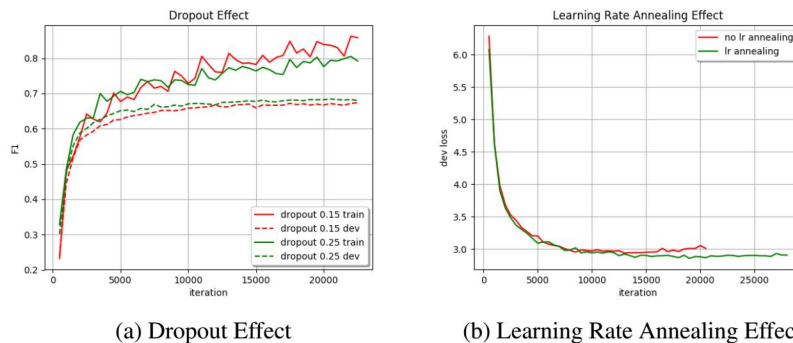 Dropout Effect
0.8
0.7
0.6
0.5
0.4
0.3
0.2
F1
0 5000 10000 15000 20000
iteration
dropout 0.15 train
dropout 0.15 dev
dropout 0.25 train
dropout 0.25 dev
(a) Dropout Effect
Learning Rate Annealing Effect
6.0
5.5
5.0
4.5
4.0
3.5
3.0
dev loss
0 5000 10000 15000 20000 25000
iteration
no lr annealing
lr annealing
(b) Learning Rate Annealing Effec